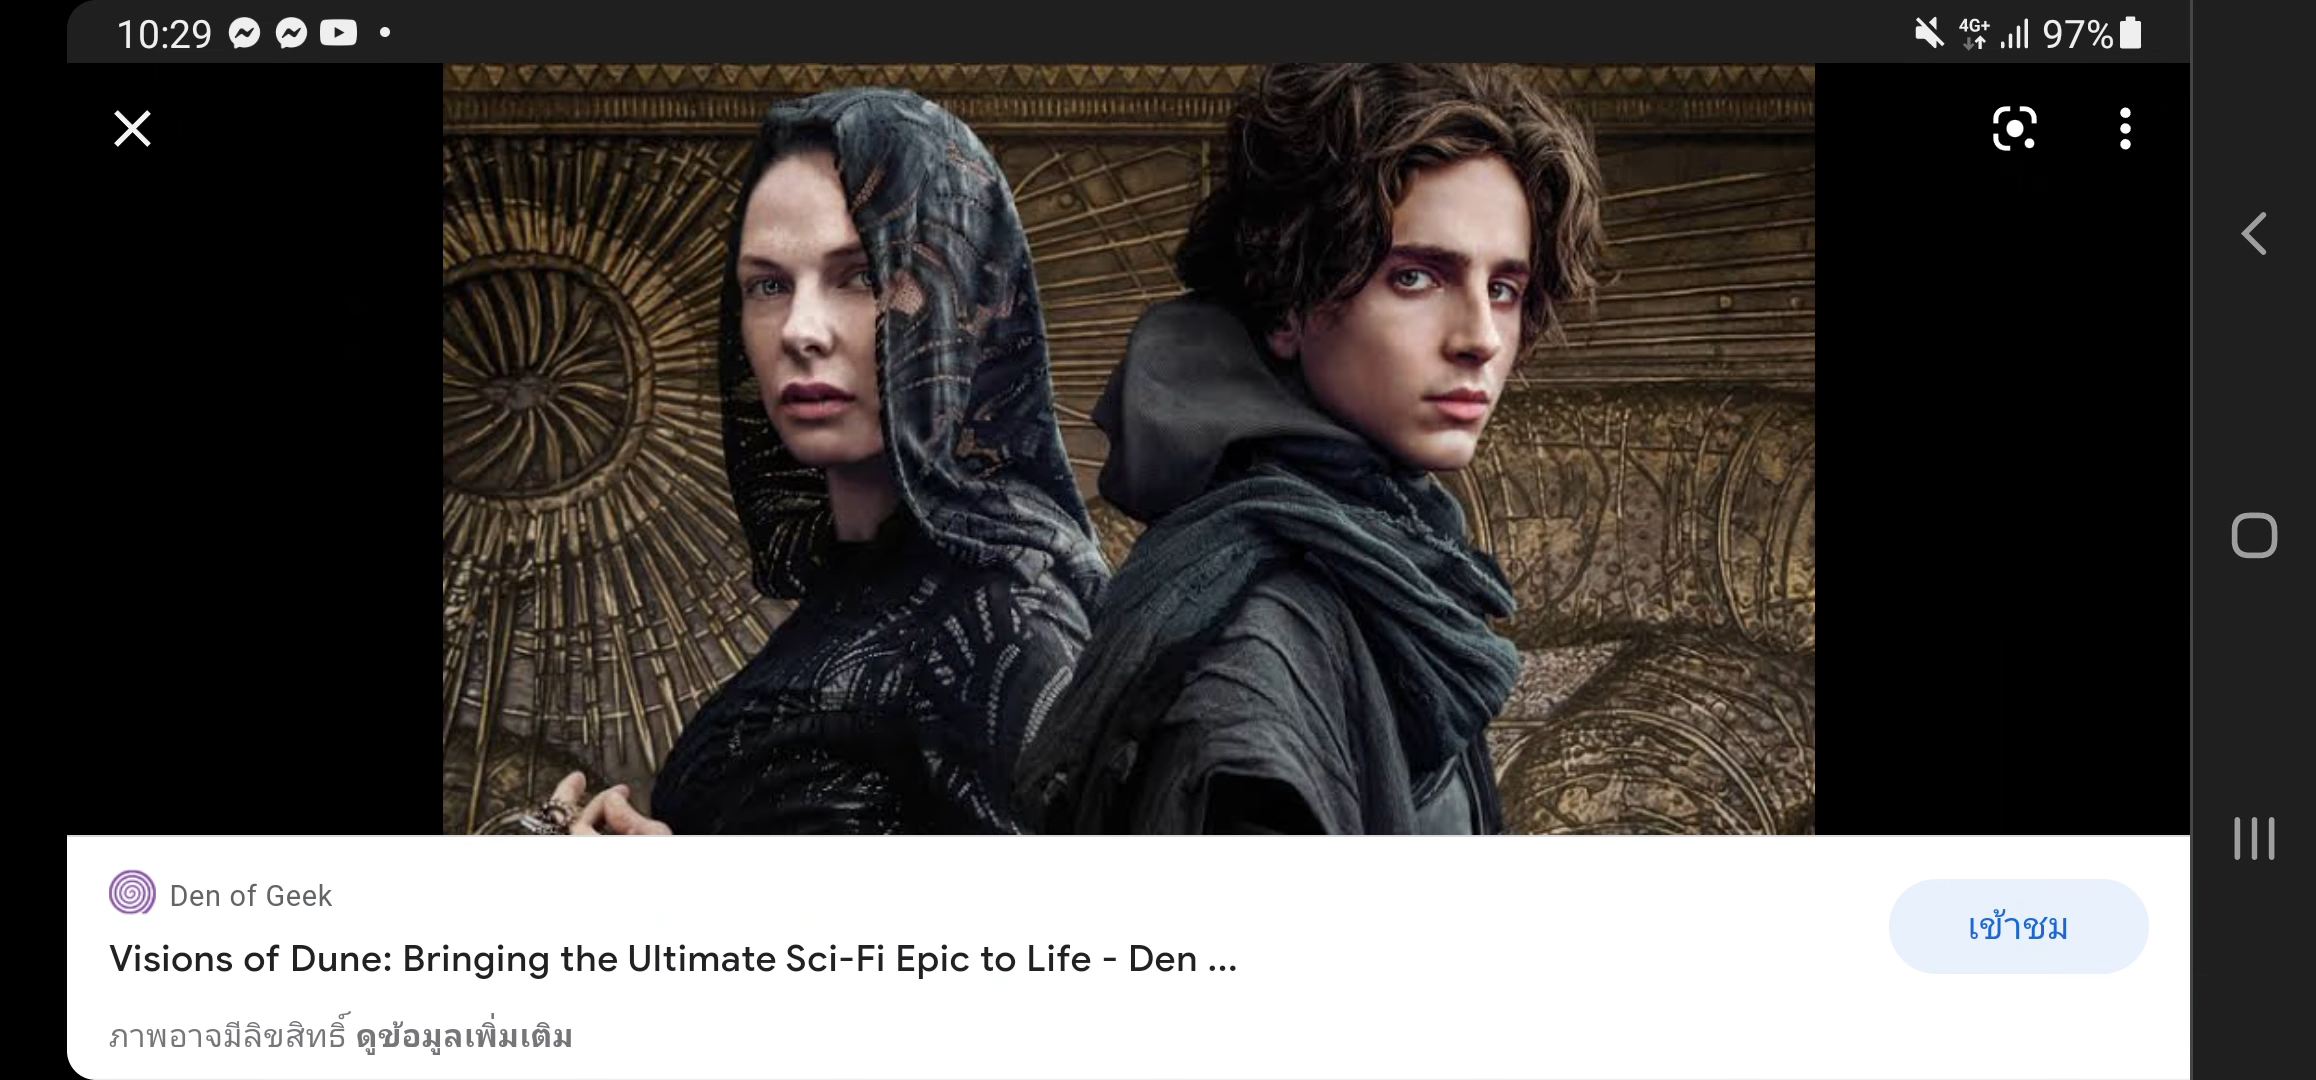 10:29
4G+ 97%
Den of Geek
Visions of Dune: Bringing the Ultimate Sci-Fi Epic to Life - Den ...
เข้าชม
ภาพอาจมีลิขสิทธิ์ ดูข้อมูลเพิ่มเติม